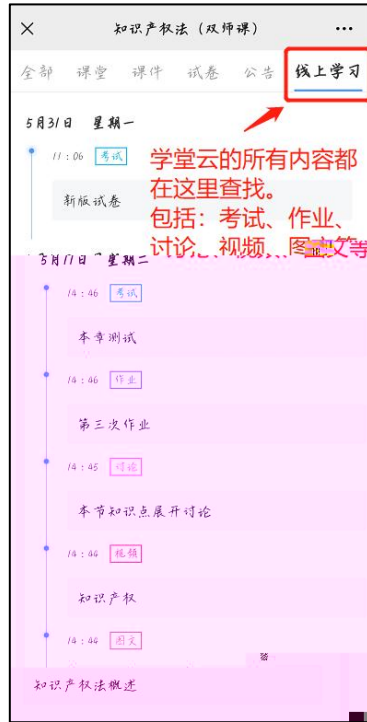 知识产权法（双师课）
全部 课堂 课件 试卷 公告 线上学习
5月31日 星期一
11：06 考试
学堂云的所有内容都
在这里查找。
新版试卷
包括：考试、作业、
讨论、视频、图文等
5月17日 星期二
14：46 考试
本章测试
14：46 作业
第三次作业
14：45 讨论
本节知识点展开讨论
14：44 视频
知识产权
14：44 图文
知识产权法概述